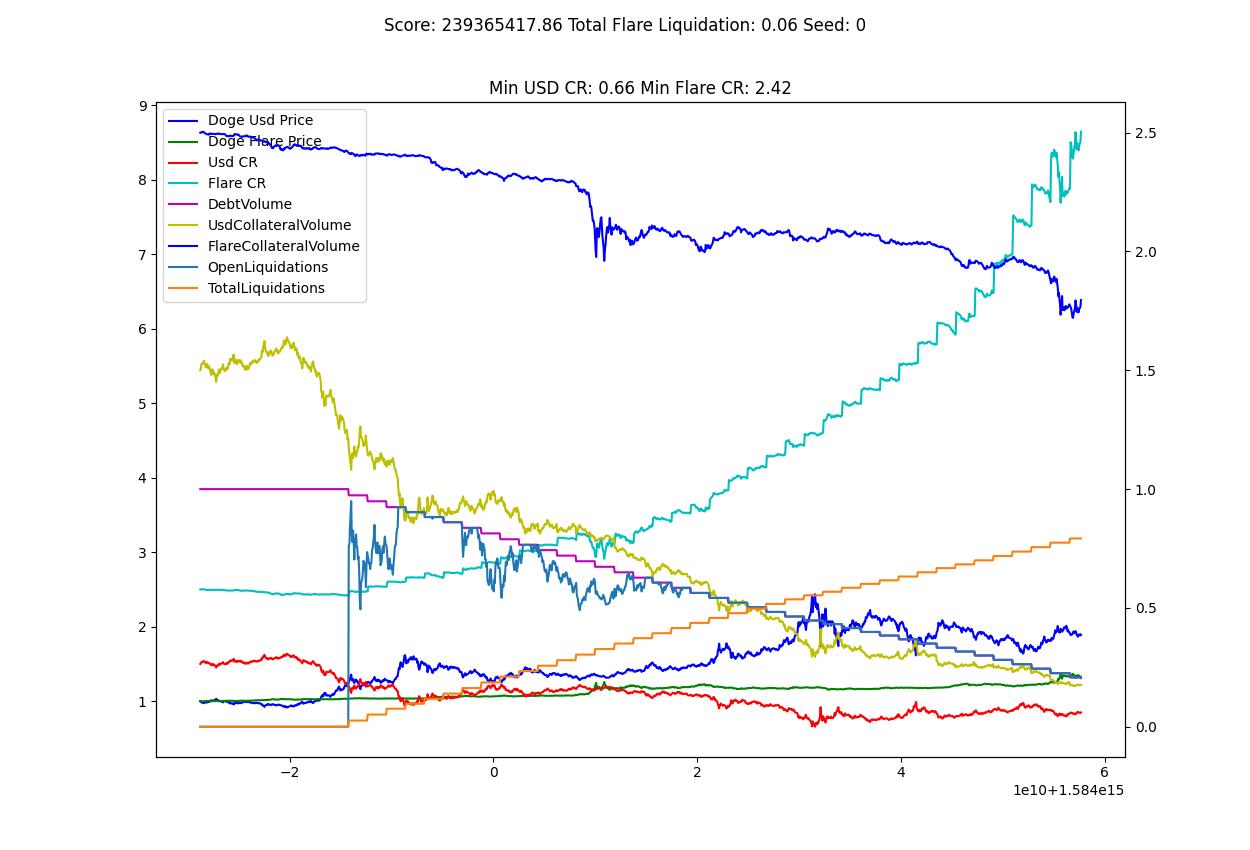 Score: 239365417.86 Total Flare Liquidation: 0.06 Seed: 0
Min USD CR: 0.66 Min Flare CR: 2.42
Doge Usd Price
Doge Flare Price
Usd CR
Flare CR
DebtVolume
UsdCollateralVolume
FlareCollateralVolume
OpenLiquidations
TotalLiquidations
9
8
7
6
5
4
3
2
1
2.5
2.0
1.5
1.0
0.5
0.0
−2
0
2
4
6
1e10+1.584e15